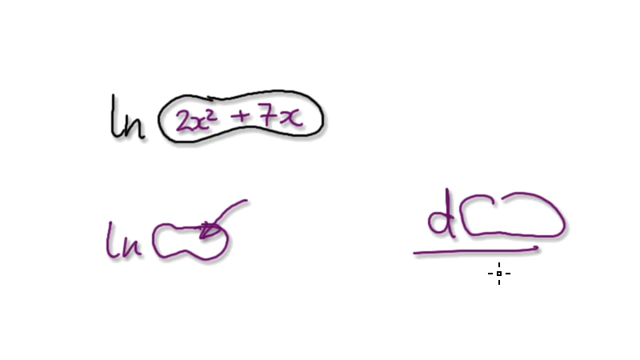 ln 2x² + 7x
ln
d